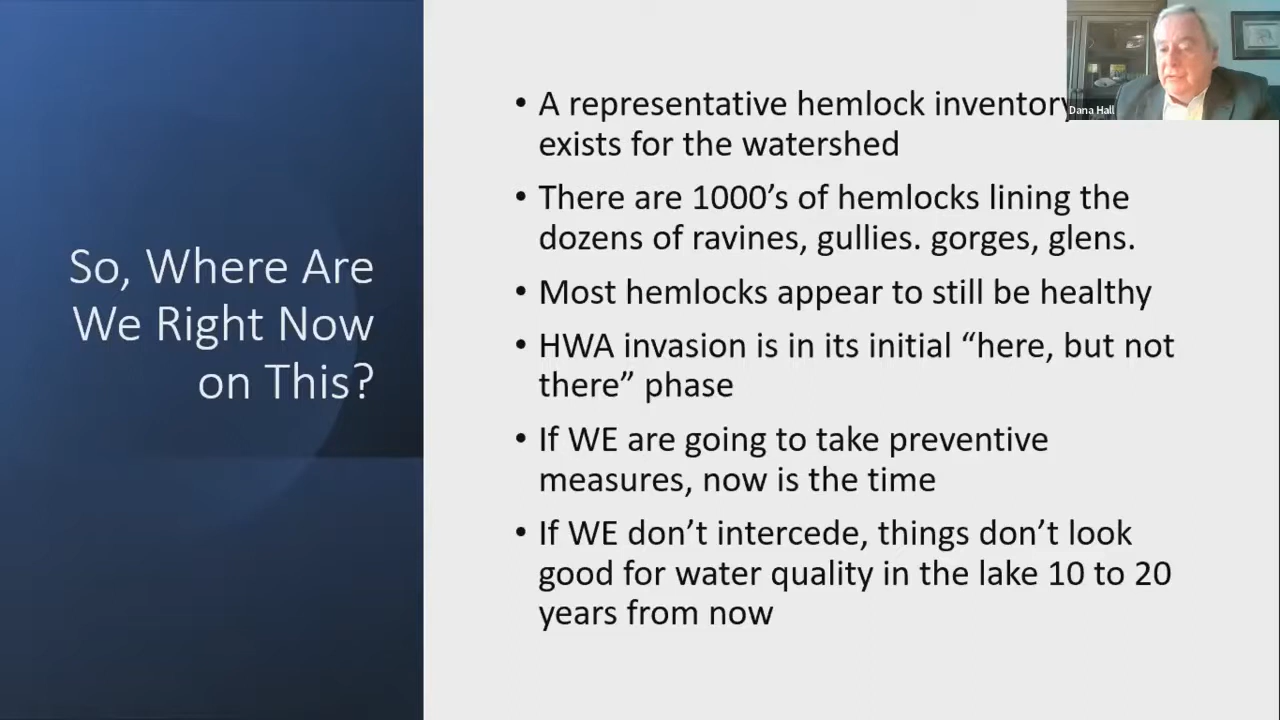 So, Where Are
We Right Now
on This?
• A representative hemlock inventory
exists for the watershed
• There are 1000’s of hemlocks lining the
dozens of ravines, gullies. gorges, glens.
• Most hemlocks appear to still be healthy
• HWA invasion is in its initial “here, but not
there” phase
• If WE are going to take preventive
measures, now is the time
• If WE don’t intercede, things don’t look
good for water quality in the lake 10 to 20
years from now
Dana Hall